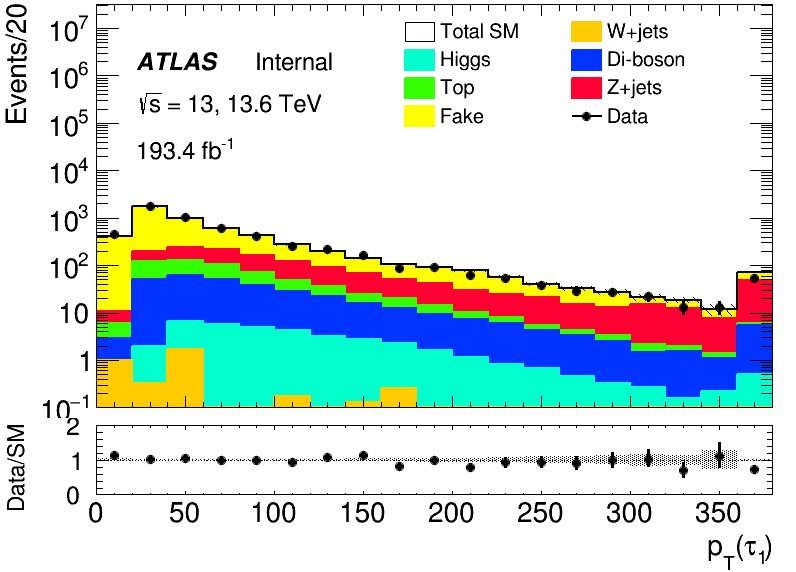 Events/20
10⁷
10⁶
10⁵
10⁴
10³
10²
10
1
10⁻¹
ATLAS Internal
√s = 13, 13.6 TeV
193.4 fb⁻¹
Total SM
Higgs
Top
Fake
W+jets
Di-boson
Z+jets
Data
Data/SM
2
1
0
0 50 100 150 200 250 300 350
p_T(τ₁)